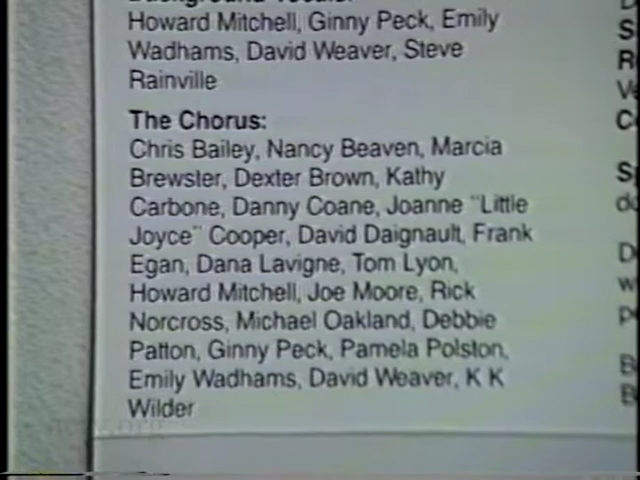 Howard Mitchell, Ginny Peck, Emily
Wadhams, David Weaver, Steve
Rainville
The Chorus:
Chris Bailey, Nancy Beaven, Marcia
Brewster, Dexter Brown, Kathy
Carbone, Danny Coane, Joanne "Little
Joyce" Cooper, David Daignault, Frank
Egan, Dana Lavigne, Tom Lyon,
Howard Mitchell, Joe Moore, Rick
Norcross, Michael Oakland, Debbie
Patton, Ginny Peck, Pamela Polston,
Emily Wadhams, David Weaver, K K
Wilder